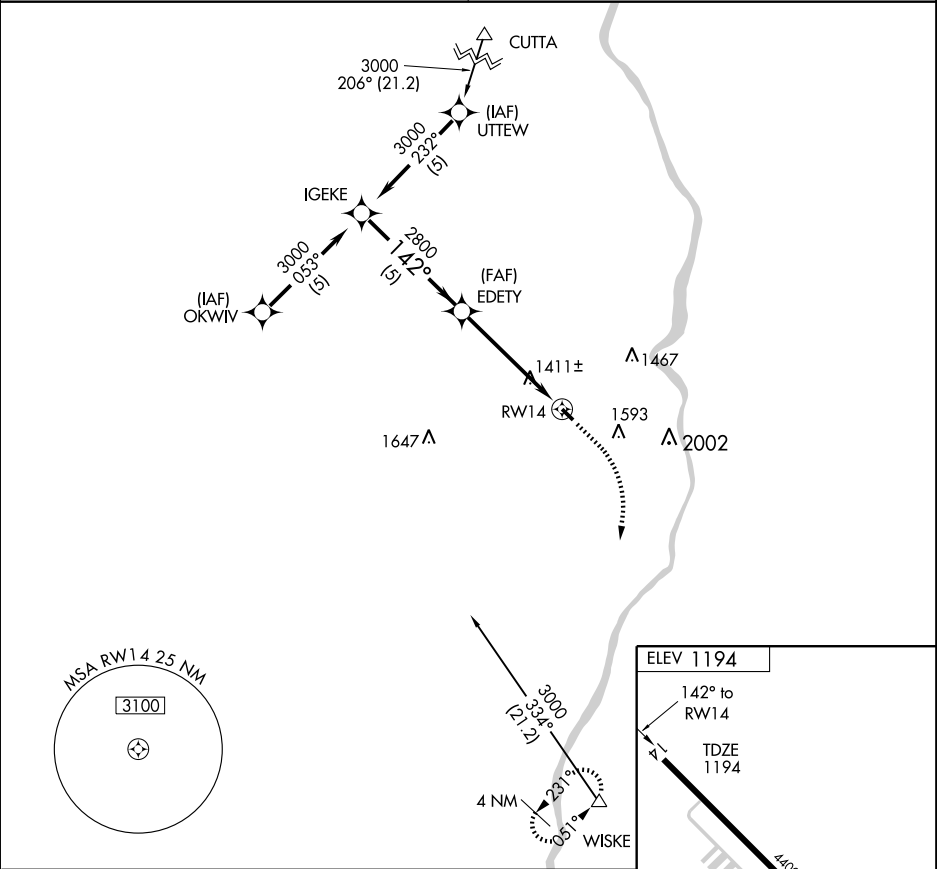 CUTTA
3000
206° (21.2)
(IAF)
UTTEW
3000
232°
(5)
IGEKE
3000
053°
(5)
(IAF)
OKWIV
2800
142°
(5)
(FAF)
EDETY
1411±
1467
RW14
1593
1647
2002
MSA RW14 25 NM
3100
3000
334°
(21.2)
4 NM
231°
051°
WISKE
ELEV 1194
142° to
RW14
TDZE
1194